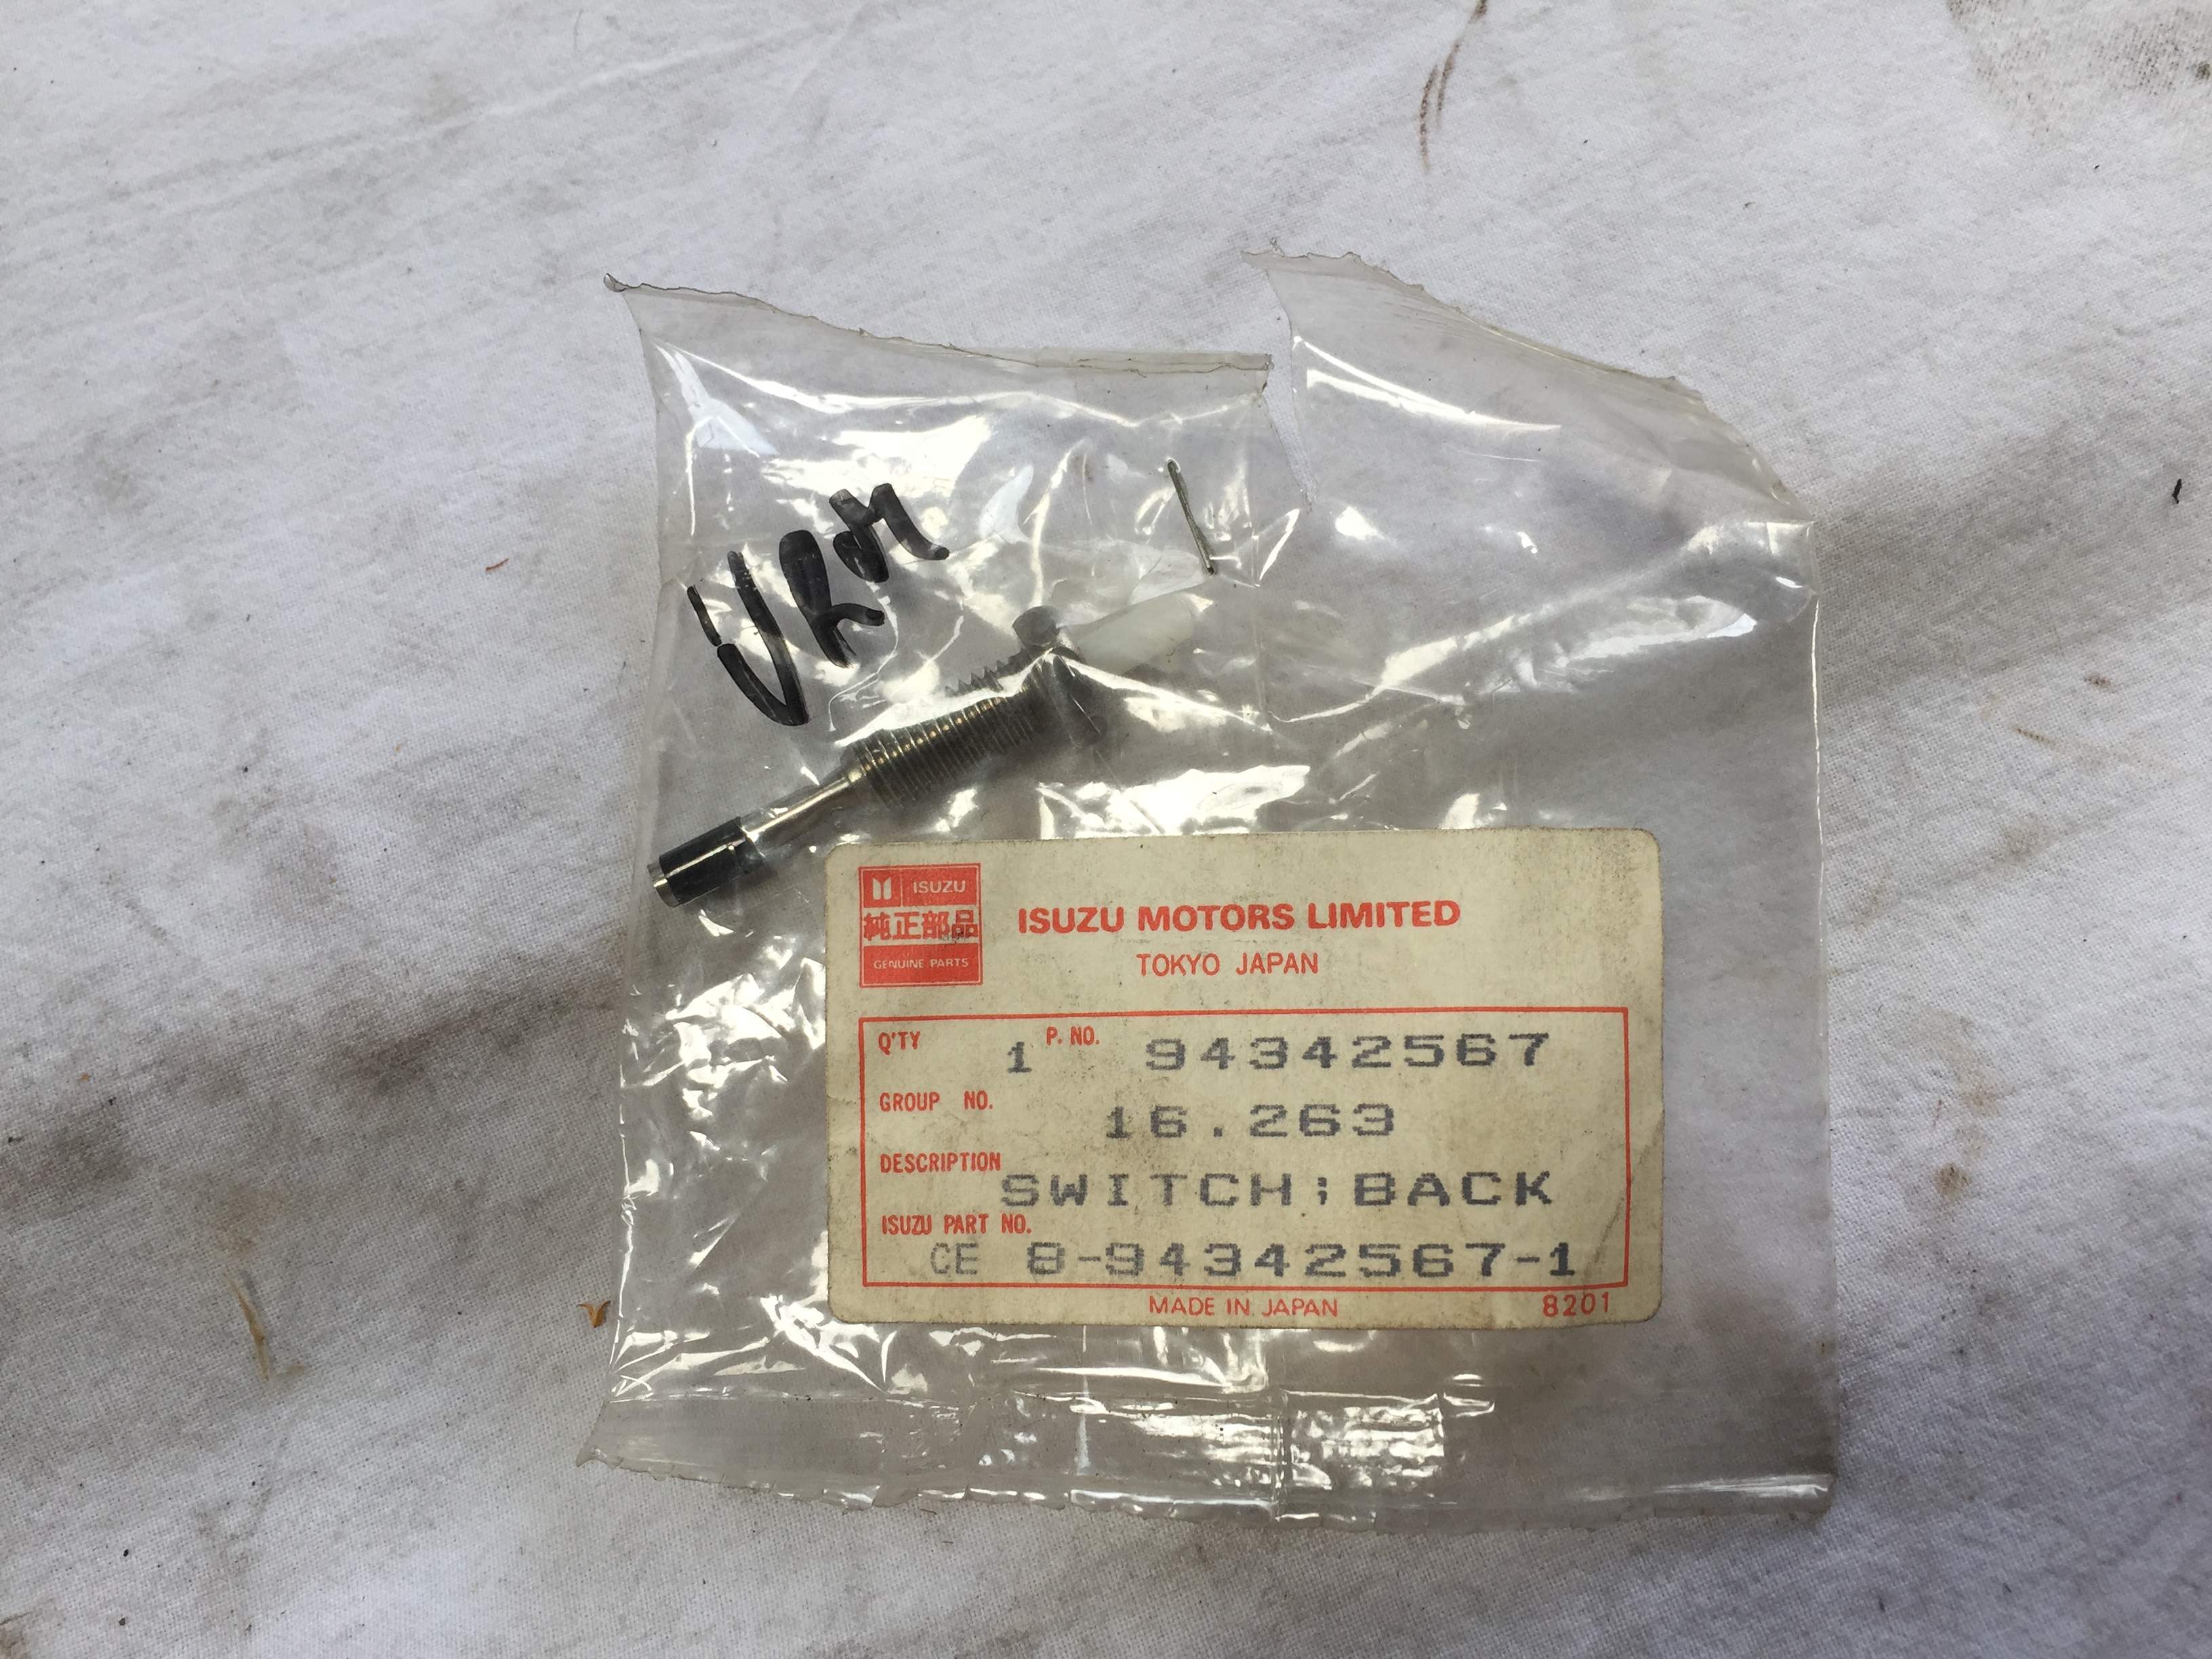 ISUZU
純正部品
GENUINE PARTS
ISUZU MOTORS LIMITED
TOKYO JAPAN
Q'TY 1 P. NO. 94342567
GROUP NO. 16.263
DESCRIPTION SWITCH;BACK
ISUZU PART NO.
CE 8-94342567-1
MADE IN JAPAN 8201